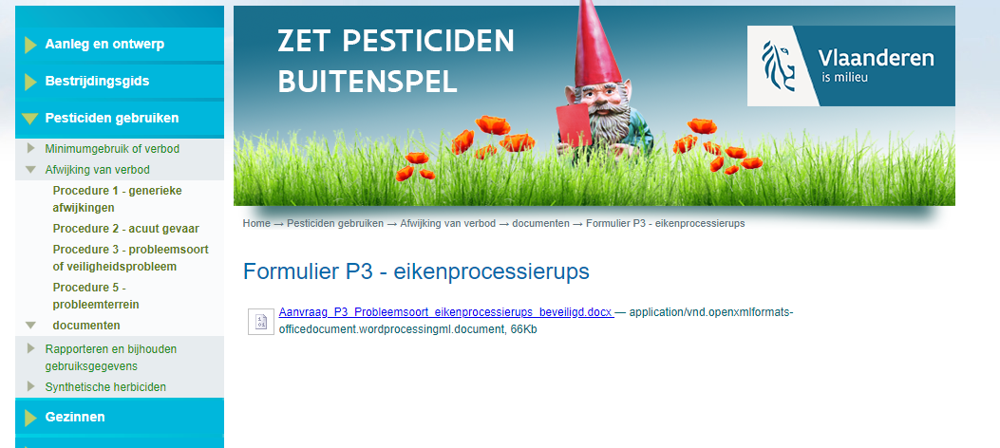 Aanleg en ontwerp
Bestrijdingsgids
Pesticiden gebruiken
Minimumgebruik of verbod
Afwijking van verbod
Procedure 1 - generieke
afwijkingen
Procedure 2 - acuut gevaar
Procedure 3 - probleemsoort
of veiligheidsprobleem
Procedure 5 -
probleemterrein
documenten
Rapporteren en bijhouden
gebruiksgegevens
Synthetische herbiciden
Gezinnen
ZET PESTICIDEN
BUITENSPEL
Vlaanderen
is milieu
Home → Pesticiden gebruiken → Afwijking van verbod → documenten → Formulier P3 - eikenprocessierups
Formulier P3 - eikenprocessierups
Aanvraag_P3_Probleemsoort_eikenprocessierups_beveiligd.docx — application/vnd.openxmlformats-
officedocument.wordprocessingml.document, 66Kb